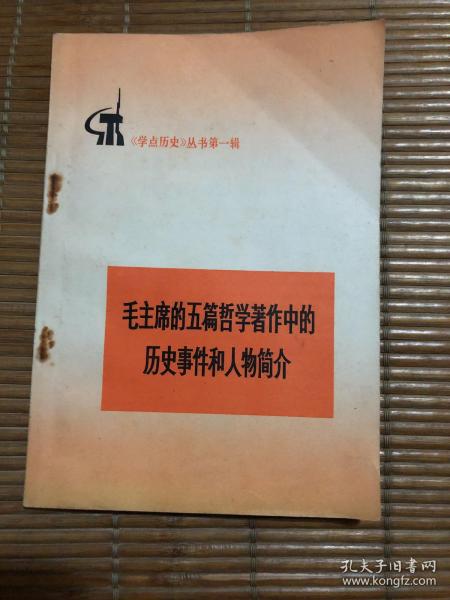 《学点历史》丛书第一辑
毛主席的五篇哲学著作中的
历史事件和人物简介
孔夫子旧书网
www.kongfz.com